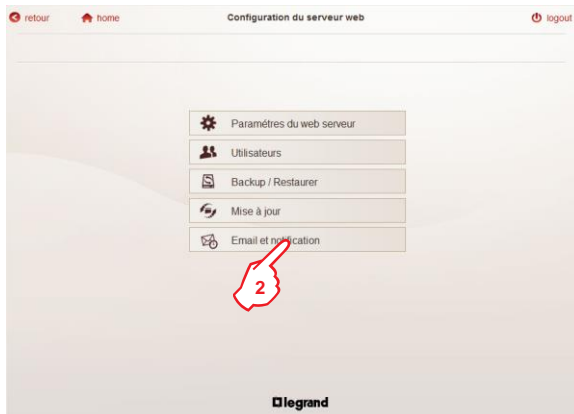 retour home Configuration du serveur web logout
Paramétres du web serveur
Utilisateurs
Backup / Restaurer
Mise à jour
Email et notification
2
legrand